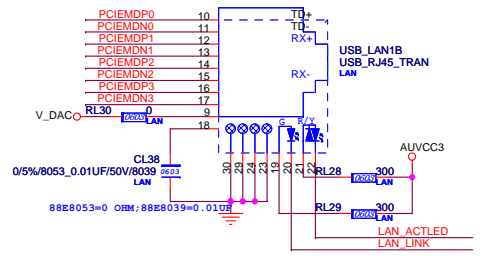 PCIEMDP0 10 TD+
PCIEMDN0 11 TD-
PCIEMDP1 12 RX+
PCIEMDN1 13
PCIEMDP2 14
PCIEMDN2 15 RX-
PCIEMDP3 16
PCIEMDN3 17
USB_LAN1B
USB_RJ45_TRAN
LAN
RL30 0 9
V_DAC 0603
LAN
18
G R/Y
CL38
0/5%/8053_0.01UF/50V/8039
0603
LAN
30 29 24 23 19 20 21 22
88E8053=0 OHM;88E8039=0.01UF
AUVCC3
RL28 300
0603
LAN
RL29 300
0603
LAN
LAN_ACTLED
LAN_LINK